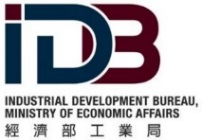 IDB
INDUSTRIAL DEVELOPMENT BUREAU,
MINISTRY OF ECONOMIC AFFAIRS
經濟部工業局